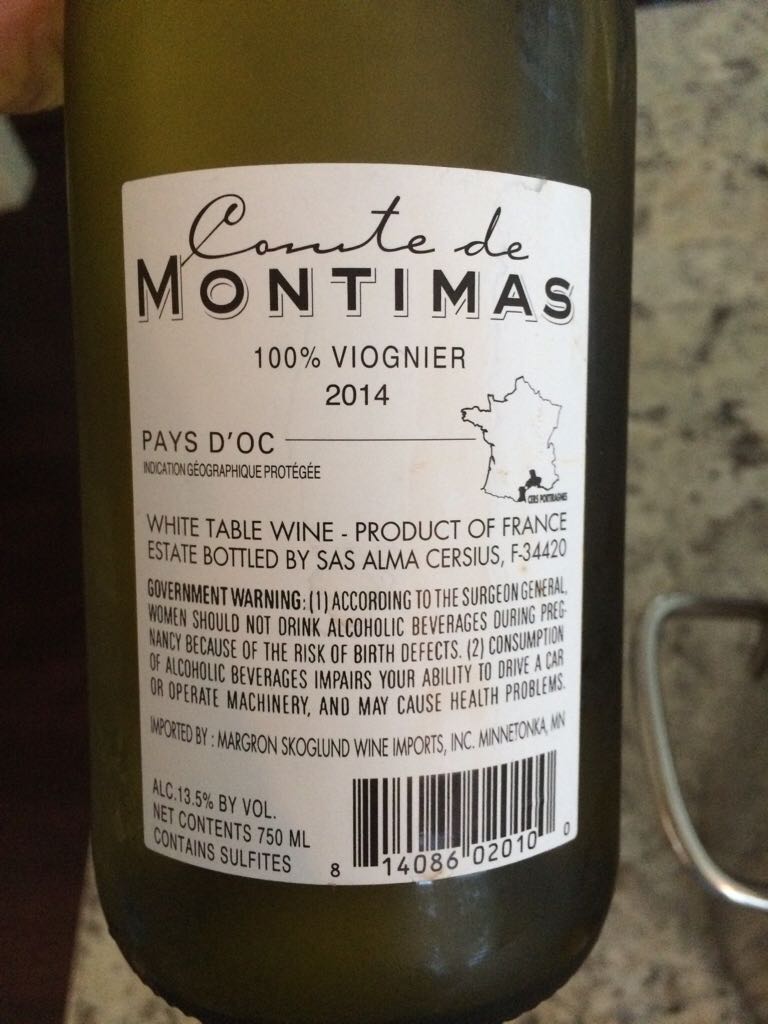 Comte de
MONTIMAS
100% VIOGNIER
2014
PAYS D'OC
INDICATION GÉOGRAPHIQUE PROTÉGÉE
CERS PORTIRAGNES
WHITE TABLE WINE - PRODUCT OF FRANCE
ESTATE BOTTLED BY SAS ALMA CERSIUS, F-34420
GOVERNMENT WARNING: (1) ACCORDING TO THE SURGEON GENERAL,
WOMEN SHOULD NOT DRINK ALCOHOLIC BEVERAGES DURING PREG-
NANCY BECAUSE OF THE RISK OF BIRTH DEFECTS. (2) CONSUMPTION
OF ALCOHOLIC BEVERAGES IMPAIRS YOUR ABILITY TO DRIVE A CAR
OR OPERATE MACHINERY, AND MAY CAUSE HEALTH PROBLEMS.
IMPORTED BY : MARGRON SKOGLUND WINE IMPORTS, INC. MINNETONKA, MN
ALC.13.5% BY VOL.
NET CONTENTS 750 ML
CONTAINS SULFITES
8 14086 02010 0